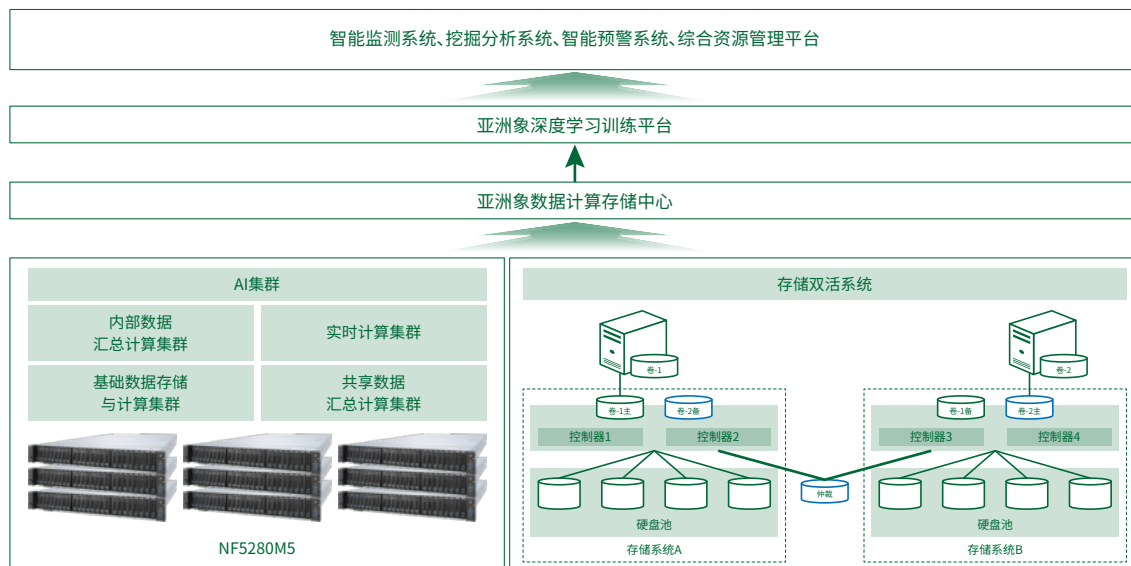 智能监测系统、挖掘分析系统、智能预警系统、综合资源管理平台
亚洲象深度学习训练平台
亚洲象数据计算存储中心
AI集群
内部数据
汇总计算集群
实时计算集群
基础数据存储
与计算集群
共享数据
汇总计算集群
NF5280M5
存储双活系统
卷-1
卷-2
卷-1主
卷-2备
卷-1备
卷-2主
控制器1
控制器2
控制器3
控制器4
仲裁
硬盘池
硬盘池
存储系统A
存储系统B